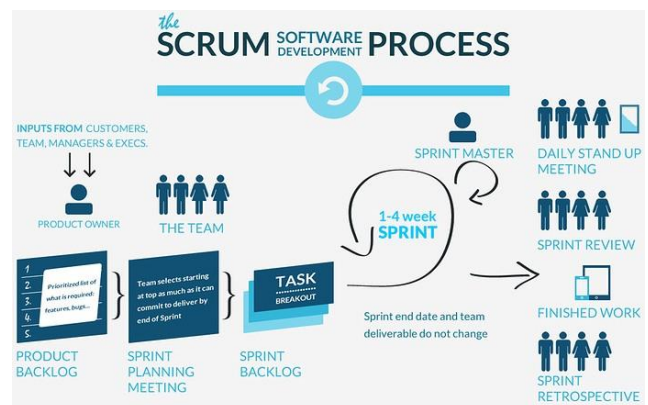 the
SCRUM SOFTWARE DEVELOPMENT PROCESS
INPUTS FROM CUSTOMERS,
TEAM, MANAGERS & EXECS.
PRODUCT OWNER
THE TEAM
SPRINT MASTER
1-4 week
SPRINT
DAILY STAND UP
MEETING
SPRINT REVIEW
FINISHED WORK
SPRINT
RETROSPECTIVE
1
2.
3.
4.
5.
Prioritized list of
what is required:
features, bugs...
PRODUCT
BACKLOG
Team selects starting
at top as much as it can
commit to deliver by
end of Sprint
SPRINT
PLANNING
MEETING
TASK
BREAKOUT
SPRINT
BACKLOG
Sprint end date and team
deliverable do not change